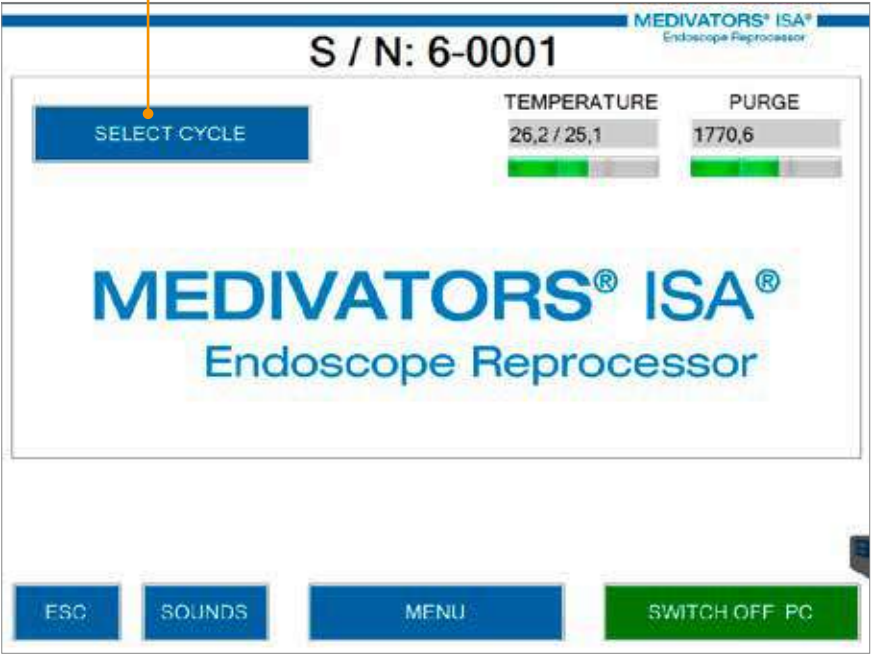 MEDIVATORS® ISA®
Endoscope Reprocessor
S / N: 6-0001
TEMPERATURE PURGE
SELECT CYCLE
26,2 / 25,1 1770,6
MEDIVATORS® ISA®
Endoscope Reprocessor
ESC SOUNDS MENU SWITCH OFF PC